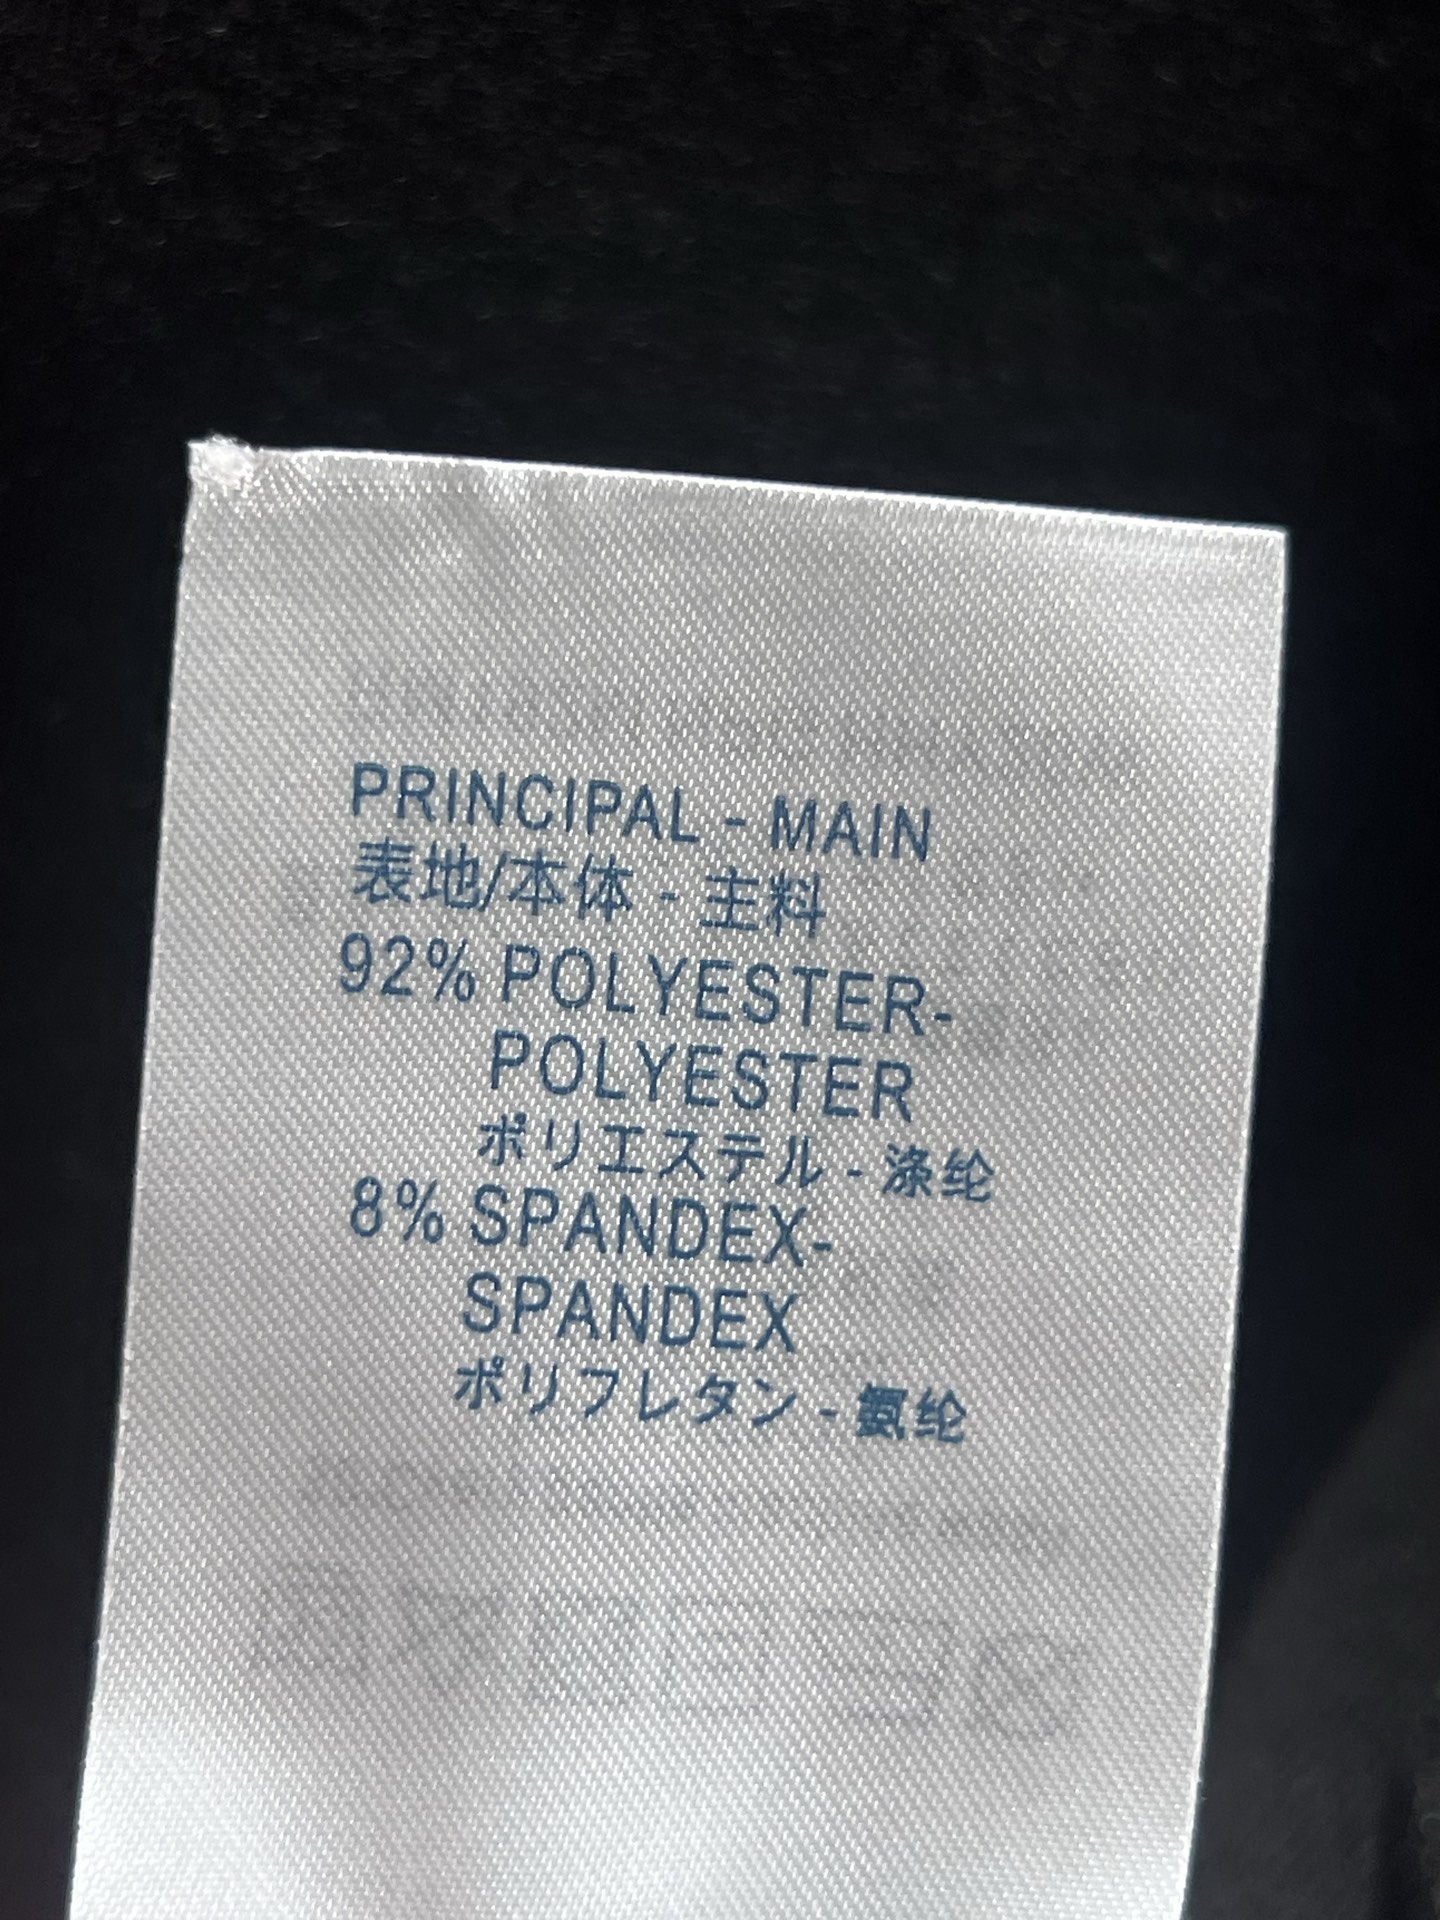 PRINCIPAL - MAIN
表地/本体 - 主料
92% POLYESTER-
POLYESTER
ポリエステル - 涤纶
8% SPANDEX-
SPANDEX
ポリフレタン - 氨纶